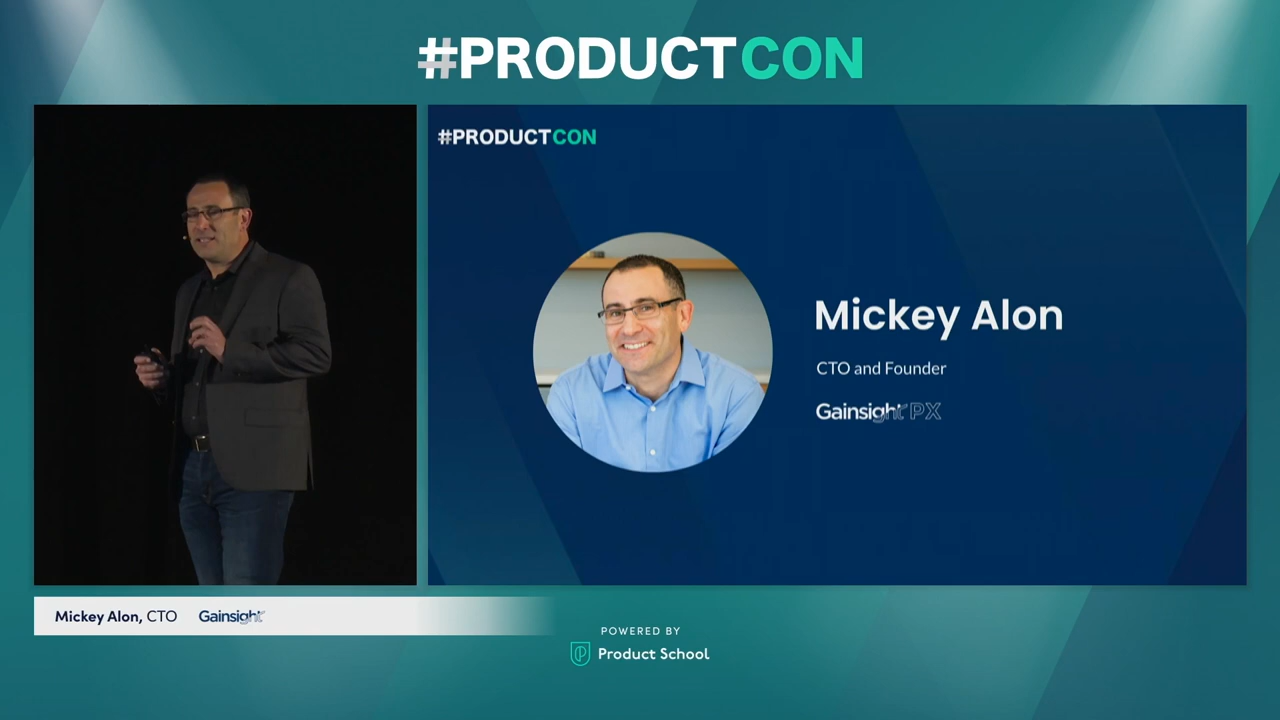 #PRODUCTCON
#PRODUCTCON
Mickey Alon
CTO and Founder
Gainsight PX
Mickey Alon, CTO Gainsight
POWERED BY
Product School